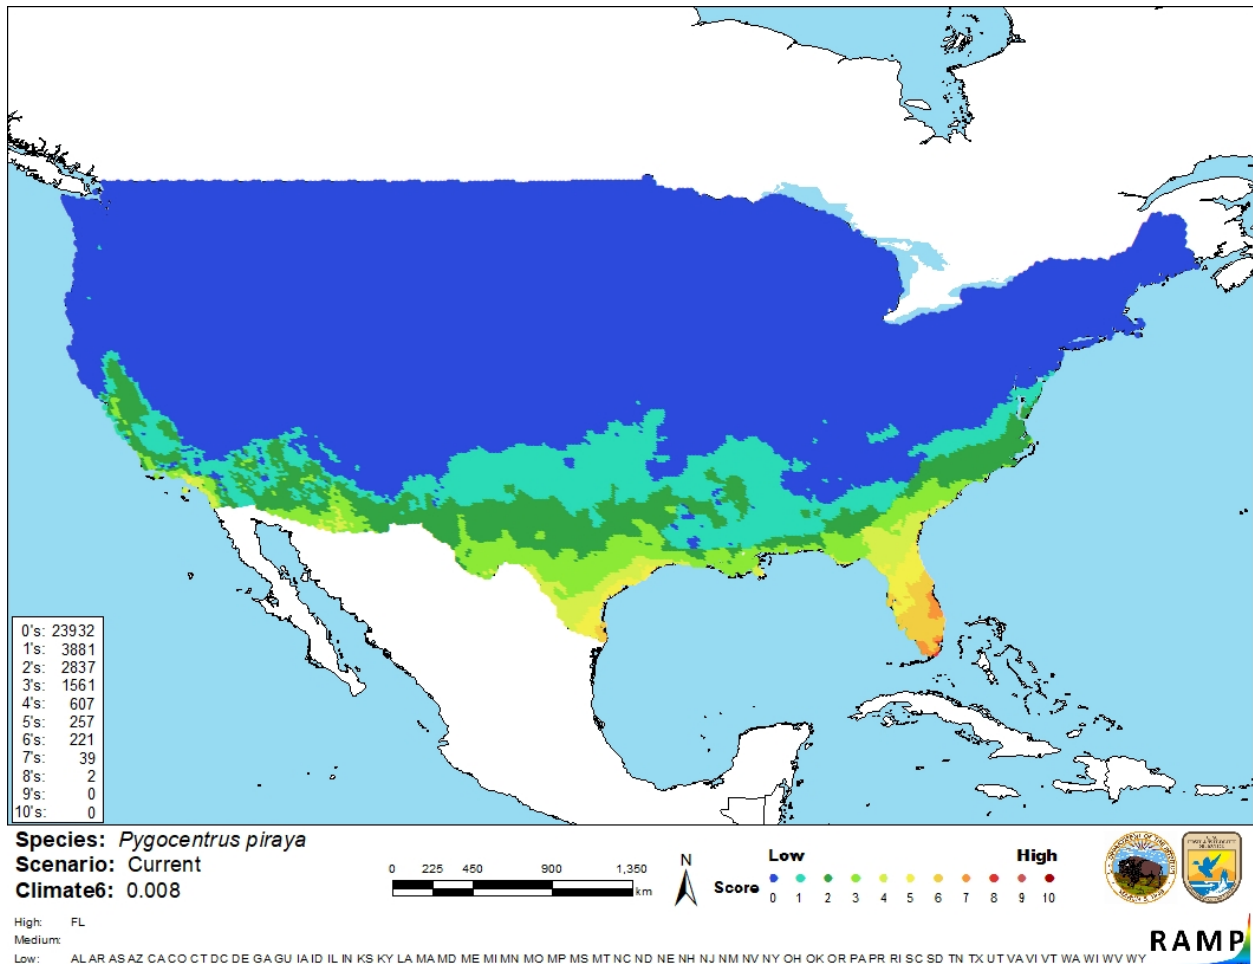 0's: 23932
1's: 3881
2's: 2837
3's: 1561
4's: 607
5's: 257
6's: 221
7's: 39
8's: 2
9's: 0
10's: 0
Species: Pygocentrus piraya
Scenario: Current
Climate6: 0.008
0 225 450 900 1,350
km
N
Low High
Score
0 1 2 3 4 5 6 7 8 9 10
High: FL
Medium:
Low: AL AR AS AZ CA CO CT DC DE GA GU IA ID IL IN KS KY LA MA MD ME MI MN MO MP MS MT NC ND NE NH NJ NM NV NY OH OK OR PA PR RI SC SD TN TX UT VA VI VT WA WI WV WY
RAMP